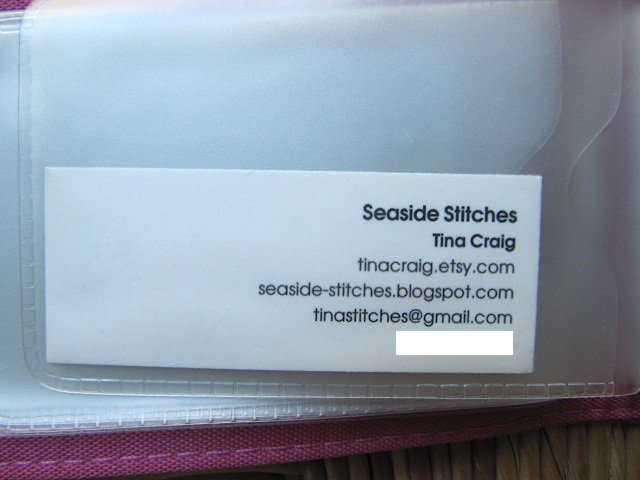 Seaside Stitches
Tina Craig
tinacraig.etsy.com
seaside-stitches.blogspot.com
tinastitches@gmail.com